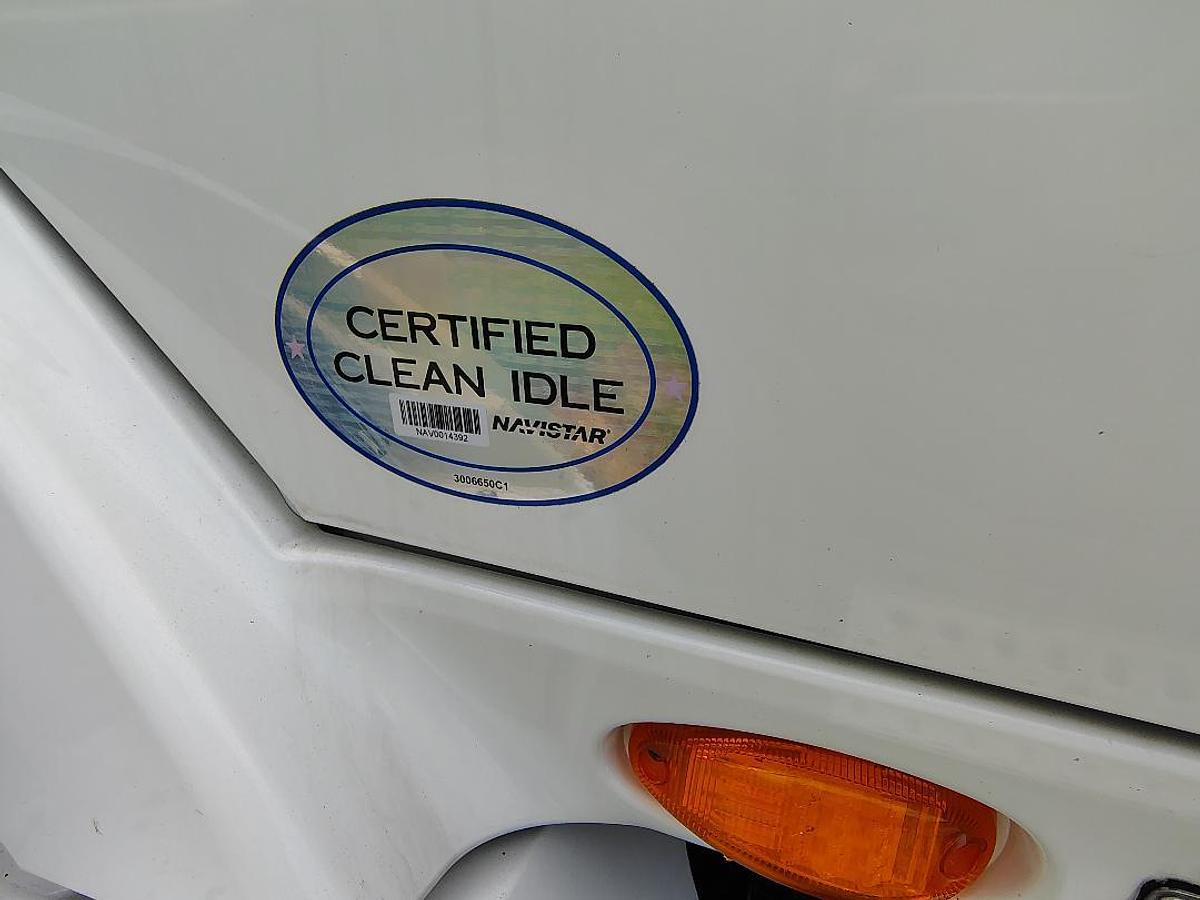 CERTIFIED
CLEAN IDLE
NAVISTAR
NAV0014392
3006650C1